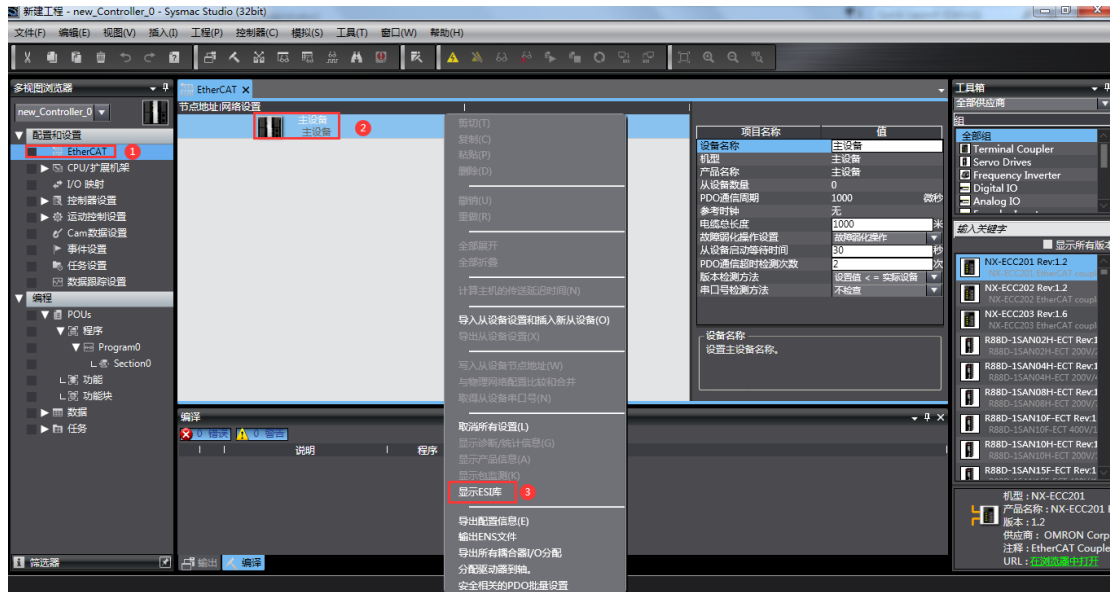 新建工程 - new_Controller_0 - Sysmac Studio (32bit)
文件(F) 编辑(E) 视图(V) 插入(I) 工程(P) 控制器(C) 模拟(S) 工具(T) 窗口(W) 帮助(H)
多视图浏览器
new_Controller_0
配置和设置
EtherCAT 1
CPU/扩展机架
I/O 映射
控制器设置
运动控制设置
Cam数据设置
事件设置
任务设置
数据跟踪设置
编程
POUs
程序
Program0
Section0
功能
功能块
数据
任务
筛选器
EtherCAT
节点地址|网络设置
主设备
主设备
2
剪切(T)
复制(C)
粘贴(P)
删除(D)
撤销(U)
重做(R)
全部展开
全部折叠
计算主机的传送延迟时间(N)
导入从设备设置和插入新从设备(O)
导出从设备设置(X)
写入从设备节点地址(W)
与物理网络配置比较和合并
取得从设备串口号(N)
取消所有设置(L)
显示诊断/统计信息(G)
显示产品信息(A)
显示包监测(K)
显示ESI库 3
导出配置信息(E)
输出ENS文件
导出所有耦合器I/O分配
分配驱动器到轴。
安全相关的PDO批量设置
项目名称 值
设备名称 主设备
机型 主设备
产品名称 主设备
从设备数量 0
PDO通信周期 1000 微秒
参考时钟 无
电缆总长度 1000 米
故障弱化操作设置 故障弱化操作
从设备启动等待时间 30 秒
PDO通信超时检测次数 2 次
版本检测方法 设置值 < = 实际设备
串口号检测方法 不检查
设备名称
设置主设备名称。
编译
0 错误 0 警告
说明 程序
输出 编译
工具箱
全部供应商
组
全部组
Terminal Coupler
Servo Drives
Frequency Inverter
Digital IO
Analog IO
输入关键字
显示所有版本
NX-ECC201 Rev:1.2
NX-ECC201 EtherCAT coupl
NX-ECC202 Rev:1.2
NX-ECC202 EtherCAT coupl
NX-ECC203 Rev:1.6
NX-ECC203 EtherCAT coupl
R88D-1SAN02H-ECT Rev:1
R88D-1SAN02H-ECT 200V/
R88D-1SAN04H-ECT Rev:1
R88D-1SAN04H-ECT 200V/
R88D-1SAN08H-ECT Rev:1
R88D-1SAN08H-ECT 200V/
R88D-1SAN10F-ECT Rev:1
R88D-1SAN10F-ECT 400V/1
R88D-1SAN10H-ECT Rev:1
R88D-1SAN10H-ECT 200V/
R88D-1SAN15F-ECT Rev:1
机型 : NX-ECC201
产品名称 : NX-ECC201
版本 : 1.2
供应商 : OMRON Corp
注释 : EtherCAT Couple
URL : 在浏览器中打开